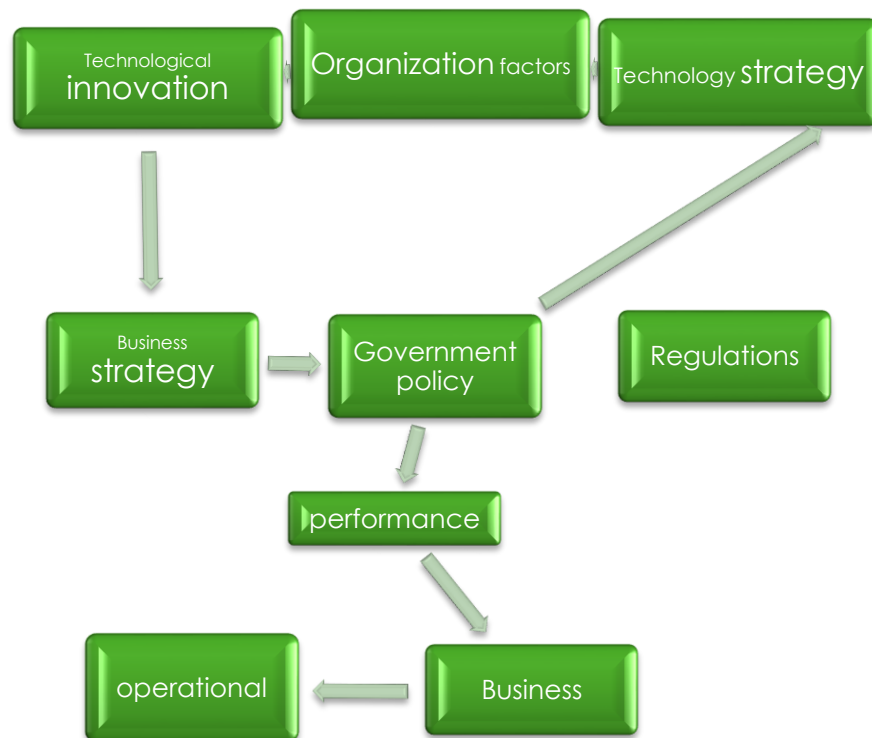 Technological
innovation
Organization factors
Technology strategy
Business
strategy
Government
policy
Regulations
performance
operational
Business